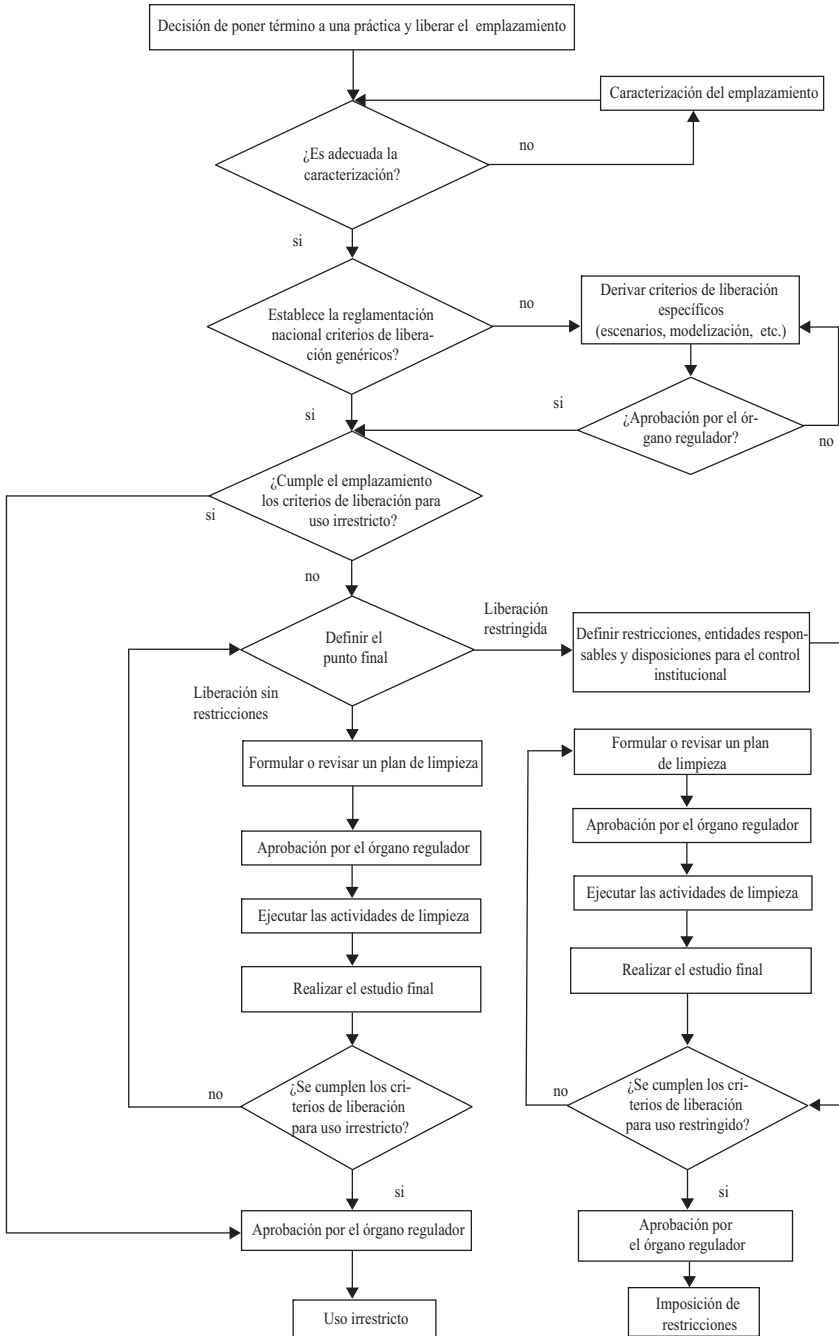 Decisión de poner término a una práctica y liberar el emplazamiento
Caracterización del emplazamiento
¿Es adecuada la
caracterización?
no
si
Establece la reglamentación
nacional criterios de libera-
ción genéricos?
no
Derivar criterios de liberación
específicos
(escenarios, modelización, etc.)
si
si
¿Aprobación por el ór-
gano regulador?
no
¿Cumple el emplazamiento
los criterios de liberación para
uso irrestricto?
si
no
Definir el
punto final
Liberación
restringida
Definir restricciones, entidades respon-
sables y disposiciones para el control
institucional
Liberación sin
restricciones
Formular o revisar un plan de limpieza
Aprobación por el órgano regulador
Ejecutar las actividades de limpieza
Realizar el estudio final
¿Se cumplen los cri-
terios de liberación
para uso irrestricto?
no
si
Aprobación por el órgano regulador
Uso irrestricto
Formular o revisar un plan
de limpieza
Aprobación por el órgano regulador
Ejecutar las actividades de limpieza
Realizar el estudio final
¿Se cumplen los cri-
terios de liberación
para uso restringido?
no
si
Aprobación por
el órgano regulador
Imposición de
restricciones